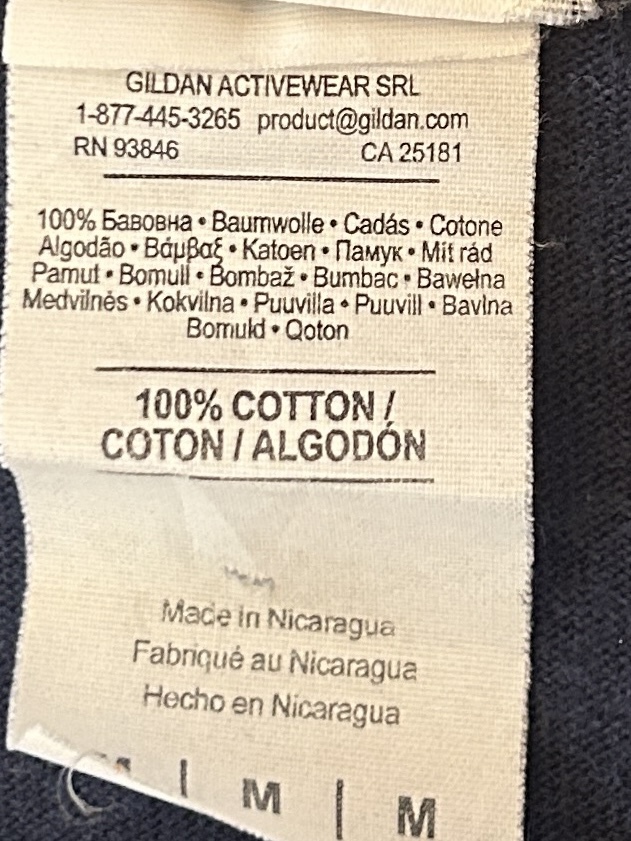 GILDAN ACTIVEWEAR SRL
1-877-445-3265 product@gildan.com
RN 93846 CA 25181
100% Бавовна • Baumwolle • Cadás • Cotone
Algodão • Βάμβαξ • Katoen • Памук • Mit rád
Pamut • Bomull • Bombaž • Bumbac • Bawełna
Medvilnės • Kokvilna • Puuvilla • Puuvill • Bavlna
Bomuld • Qoton
100% COTTON /
COTON / ALGODÓN
Made in Nicaragua
Fabriqué au Nicaragua
Hecho en Nicaragua
M | M | M